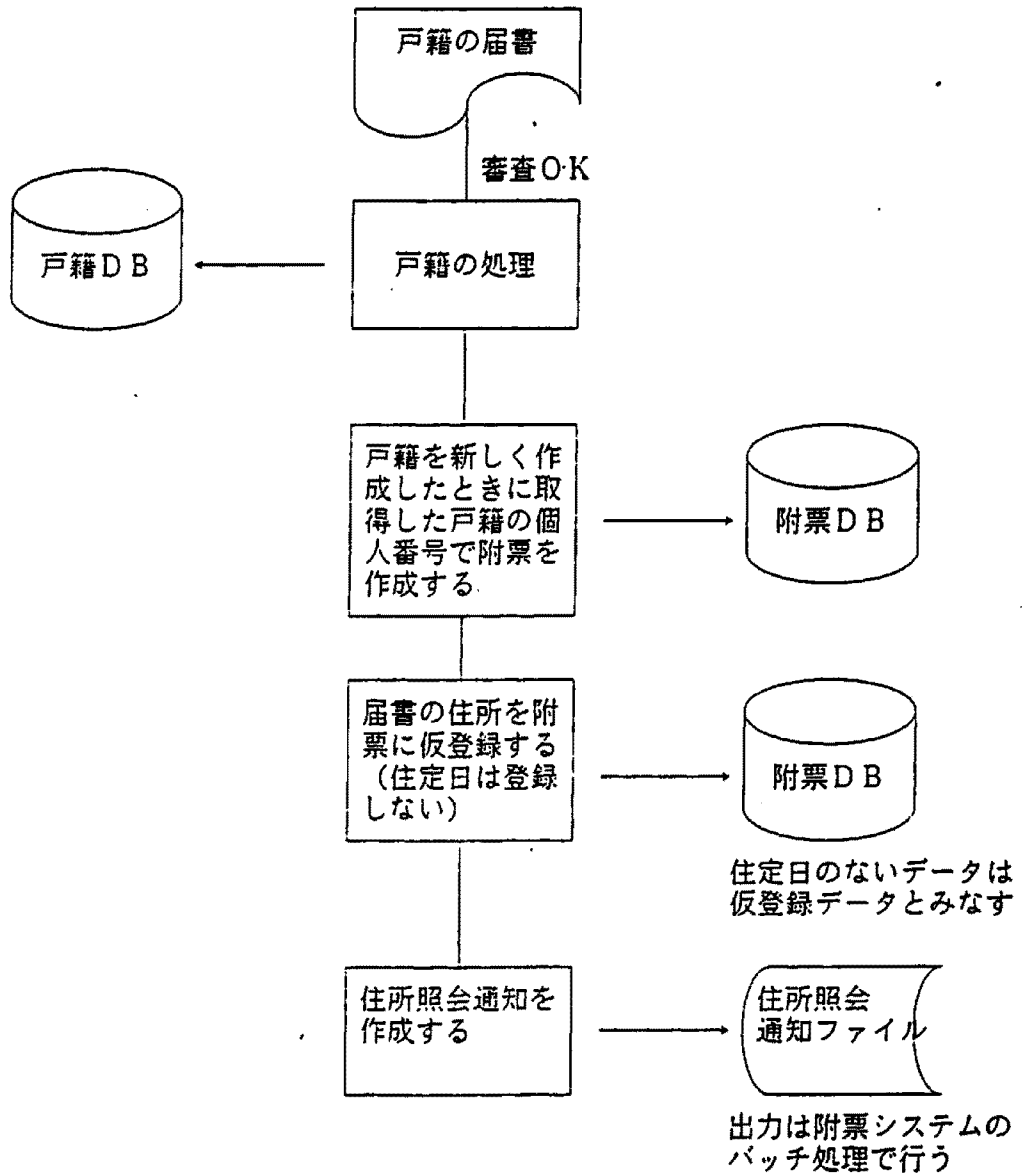 戸籍の届書
審査O·K
戸籍DB
戸籍の処理
戸籍を新しく作
成したときに取
得した戸籍の個
人番号で附票を
作成する
附票DB
届書の住所を附
票に仮登録する
(住定日は登録
しない)
附票DB
住定日のないデータは
仮登録データとみなす
住所照会通知を
作成する
住所照会
通知ファイル
出力は附票システムの
バッチ処理で行う